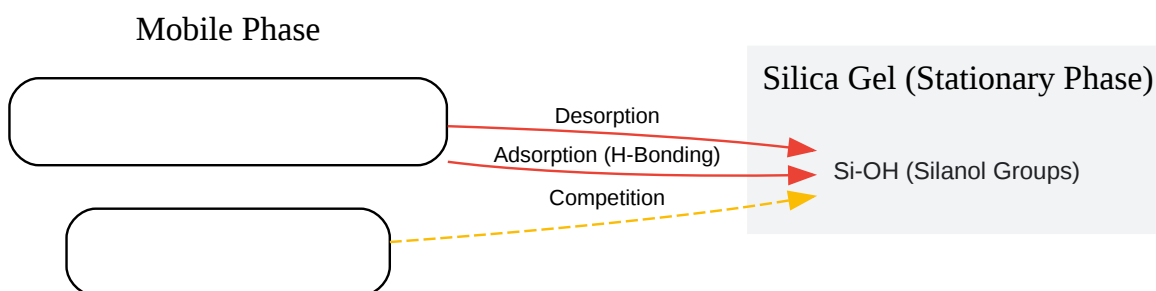 Mobile Phase
Silica Gel (Stationary Phase)
Desorption
Adsorption (H-Bonding)
Si-OH (Silanol Groups)
Competition